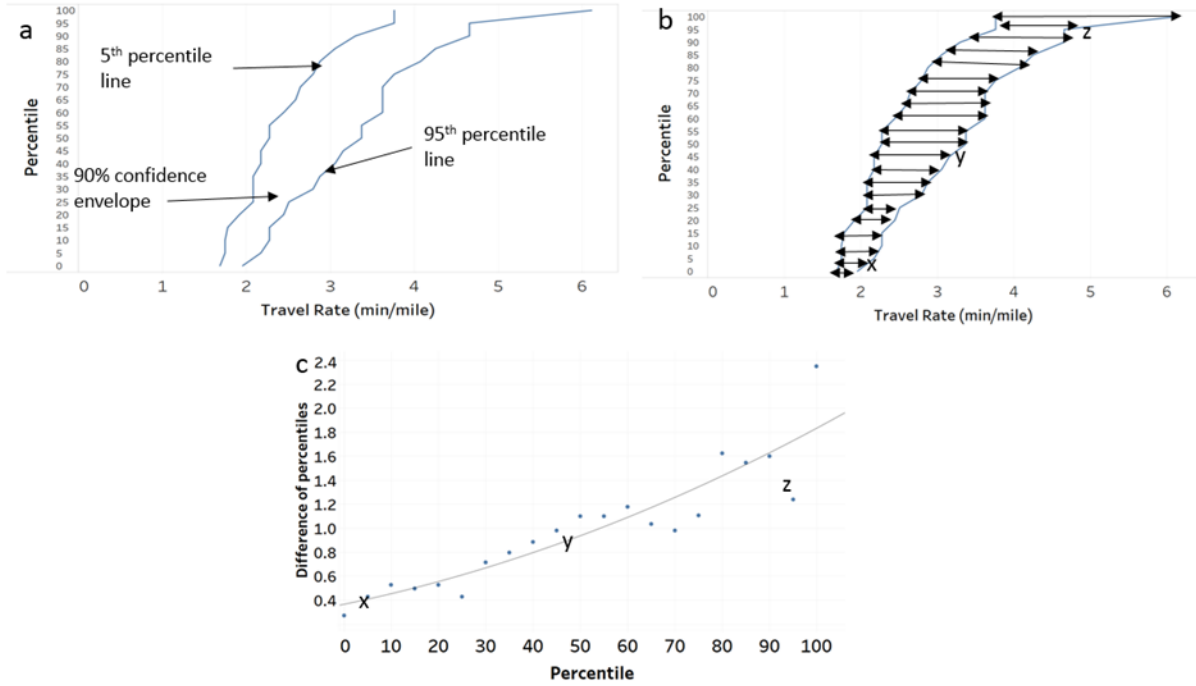 a
5th percentile
line
95th percentile
line
90% confidence
envelope
Percentile
100
95
90
85
80
75
70
65
60
55
50
45
40
35
30
25
20
15
10
5
0
0 1 2 3 4 5 6
Travel Rate (min/mile)
b
z
y
x
Percentile
100
95
90
85
80
75
70
65
60
55
50
45
40
35
30
25
20
15
10
5
0
0 1 2 3 4 5 6
Travel Rate (min/mile)
c
Difference of percentiles
2.4
2.2
2.0
1.8
1.6
1.4
1.2
1.0
0.8
0.6
0.4
z
y
x
0 10 20 30 40 50 60 70 80 90 100
Percentile